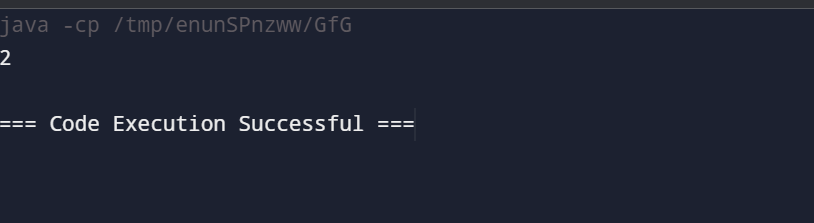 java -cp /tmp/enunSPnzww/GfG
2
=== Code Execution Successful ===